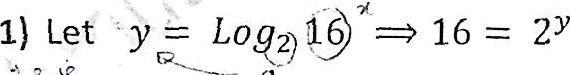 1) Let y = Log₂ 16 ⟹ 16 = 2^y
x